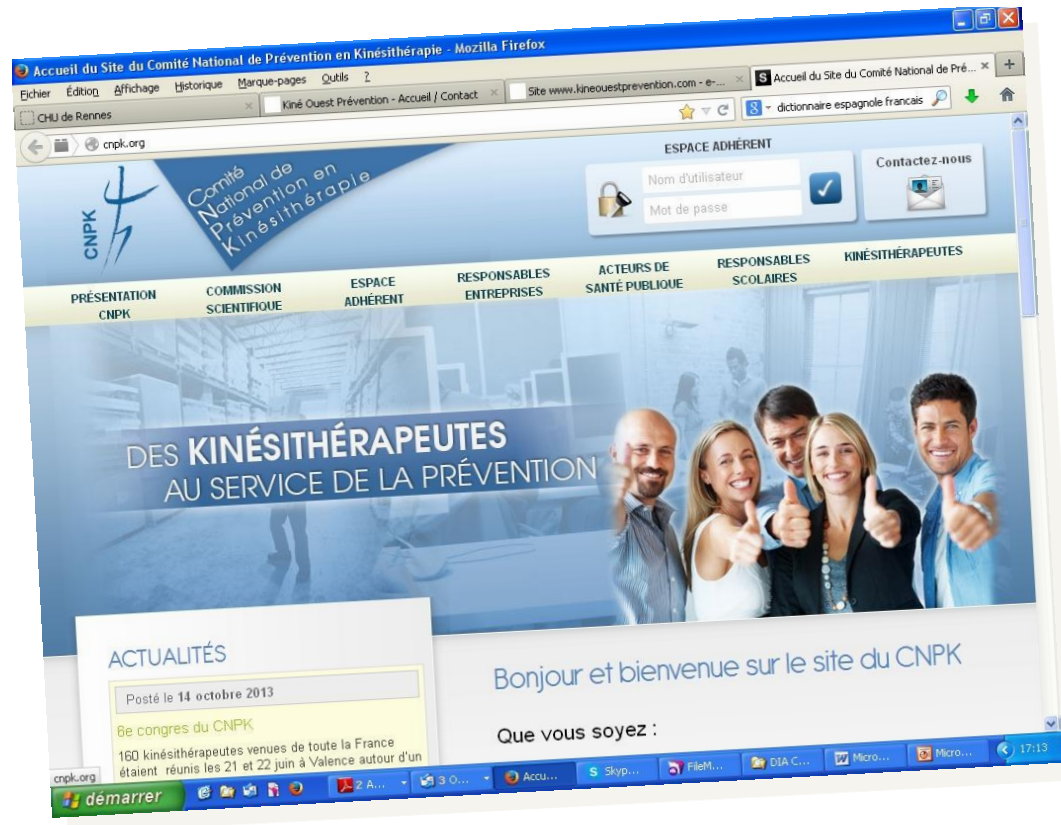 Accueil du Site du Comité National de Prévention en Kinésithérapie - Mozilla Firefox
Fichier Édition Affichage Historique Marque-pages Outils ?
CHU de Rennes
Kiné Ouest Prévention - Accueil / Contact
Site www.kineouestprevention.com - e-...
Accueil du Site du Comité National de Pré...
cnpk.org
dictionnaire espagnole francais
CNPK
Comité
National de
Prévention en
Kinésithérapie
ESPACE ADHÉRENT
Nom d'utilisateur
Mot de passe
Contactez-nous
PRÉSENTATION
CNPK
COMMISSION
SCIENTIFIQUE
ESPACE
ADHÉRENT
RESPONSABLES
ENTREPRISES
ACTEURS DE
SANTÉ PUBLIQUE
RESPONSABLES
SCOLAIRES
KINÉSITHÉRAPEUTES
DES KINÉSITHÉRAPEUTES
AU SERVICE DE LA PRÉVENTION
ACTUALITÉS
Posté le 14 octobre 2013
6e congres du CNPK
160 kinésithérapeutes venues de toute la France
étaient réunis les 21 et 22 juin à Valence autour d'un
Bonjour et bienvenue sur le site du CNPK
Que vous soyez :
cnpk.org
démarrer
2 A...
3 O...
Accu...
Skyp...
FileM...
DIA C...
Micro...
Micro...
17:13